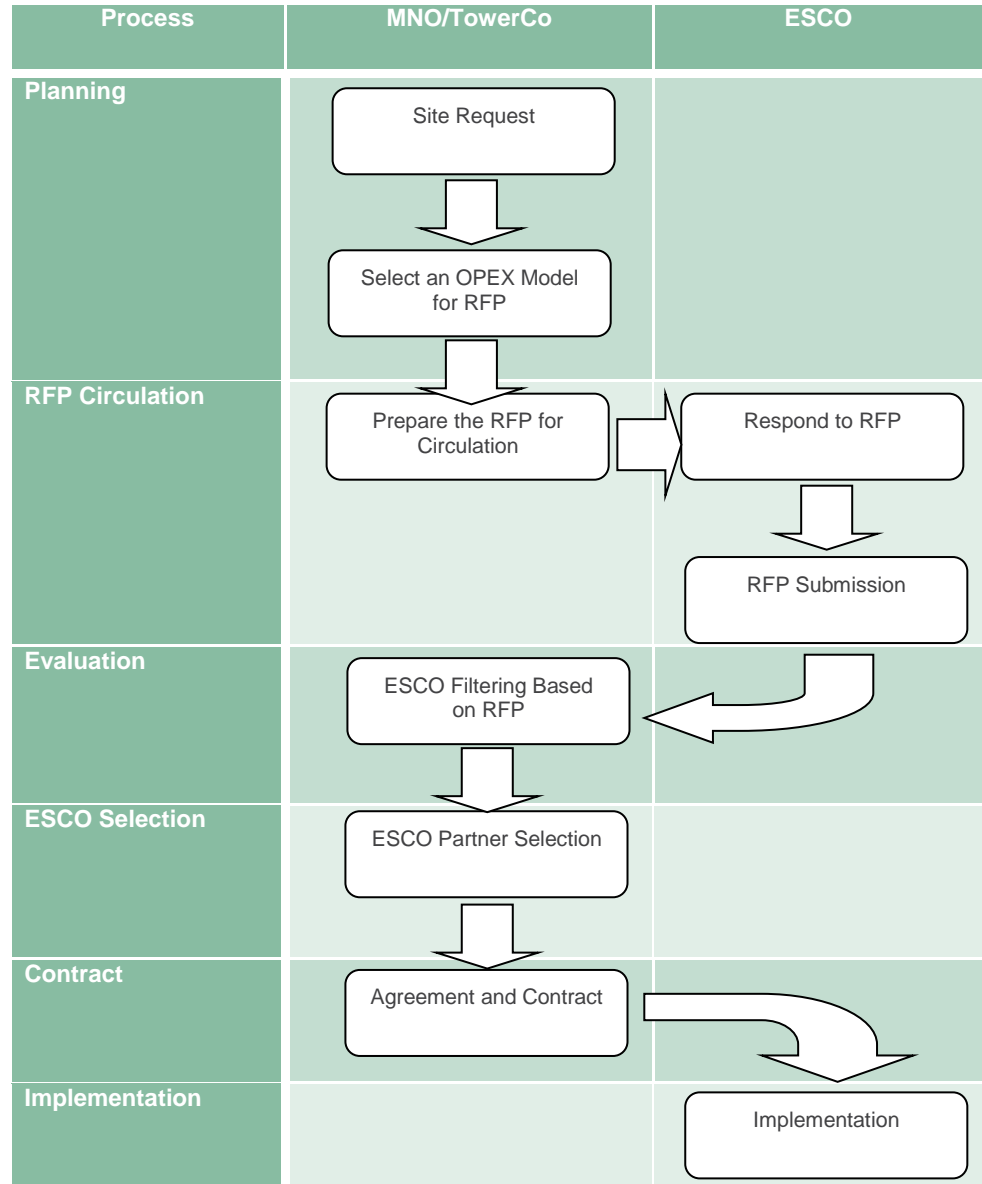 Process
MNO/TowerCo
ESCO
Planning
Site Request
Select an OPEX Model
for RFP
RFP Circulation
Prepare the RFP for
Circulation
Respond to RFP
RFP Submission
Evaluation
ESCO Filtering Based
on RFP
ESCO Selection
ESCO Partner Selection
Contract
Agreement and Contract
Implementation
Implementation